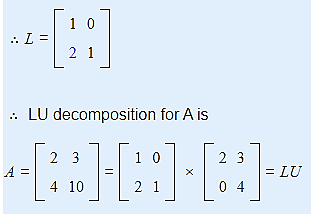 ∴ L = [ 1 0
2 1 ]
∴ LU decomposition for A is
A = [ 2 3
4 10 ] = [ 1 0
2 1 ] × [ 2 3
0 4 ] = LU